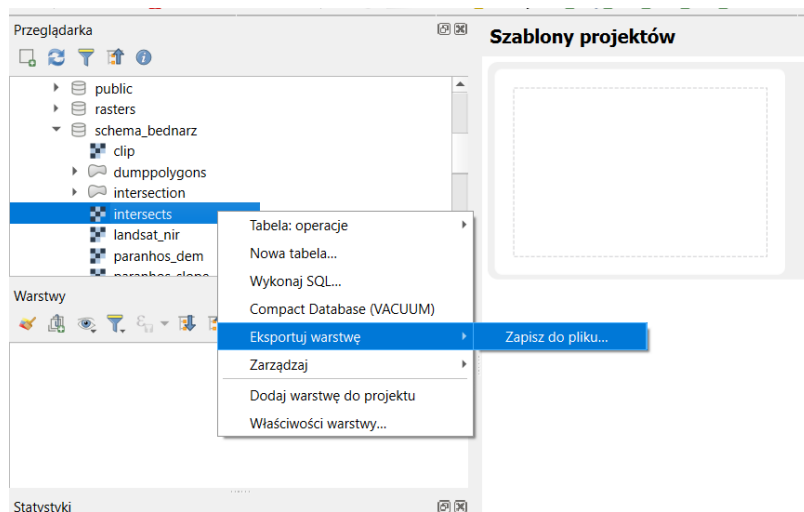 Przeglądarka
Szablony projektów
public
rasters
schema_bednarz
clip
dumppolygons
intersection
intersects
landsat_nir
paranhos_dem
paranhos_slope
Tabela: operacje
Nowa tabela...
Wykonaj SQL...
Compact Database (VACUUM)
Eksportuj warstwę
Zapisz do pliku...
Zarządzaj
Dodaj warstwę do projektu
Właściwości warstwy...
Warstwy
Statystyki